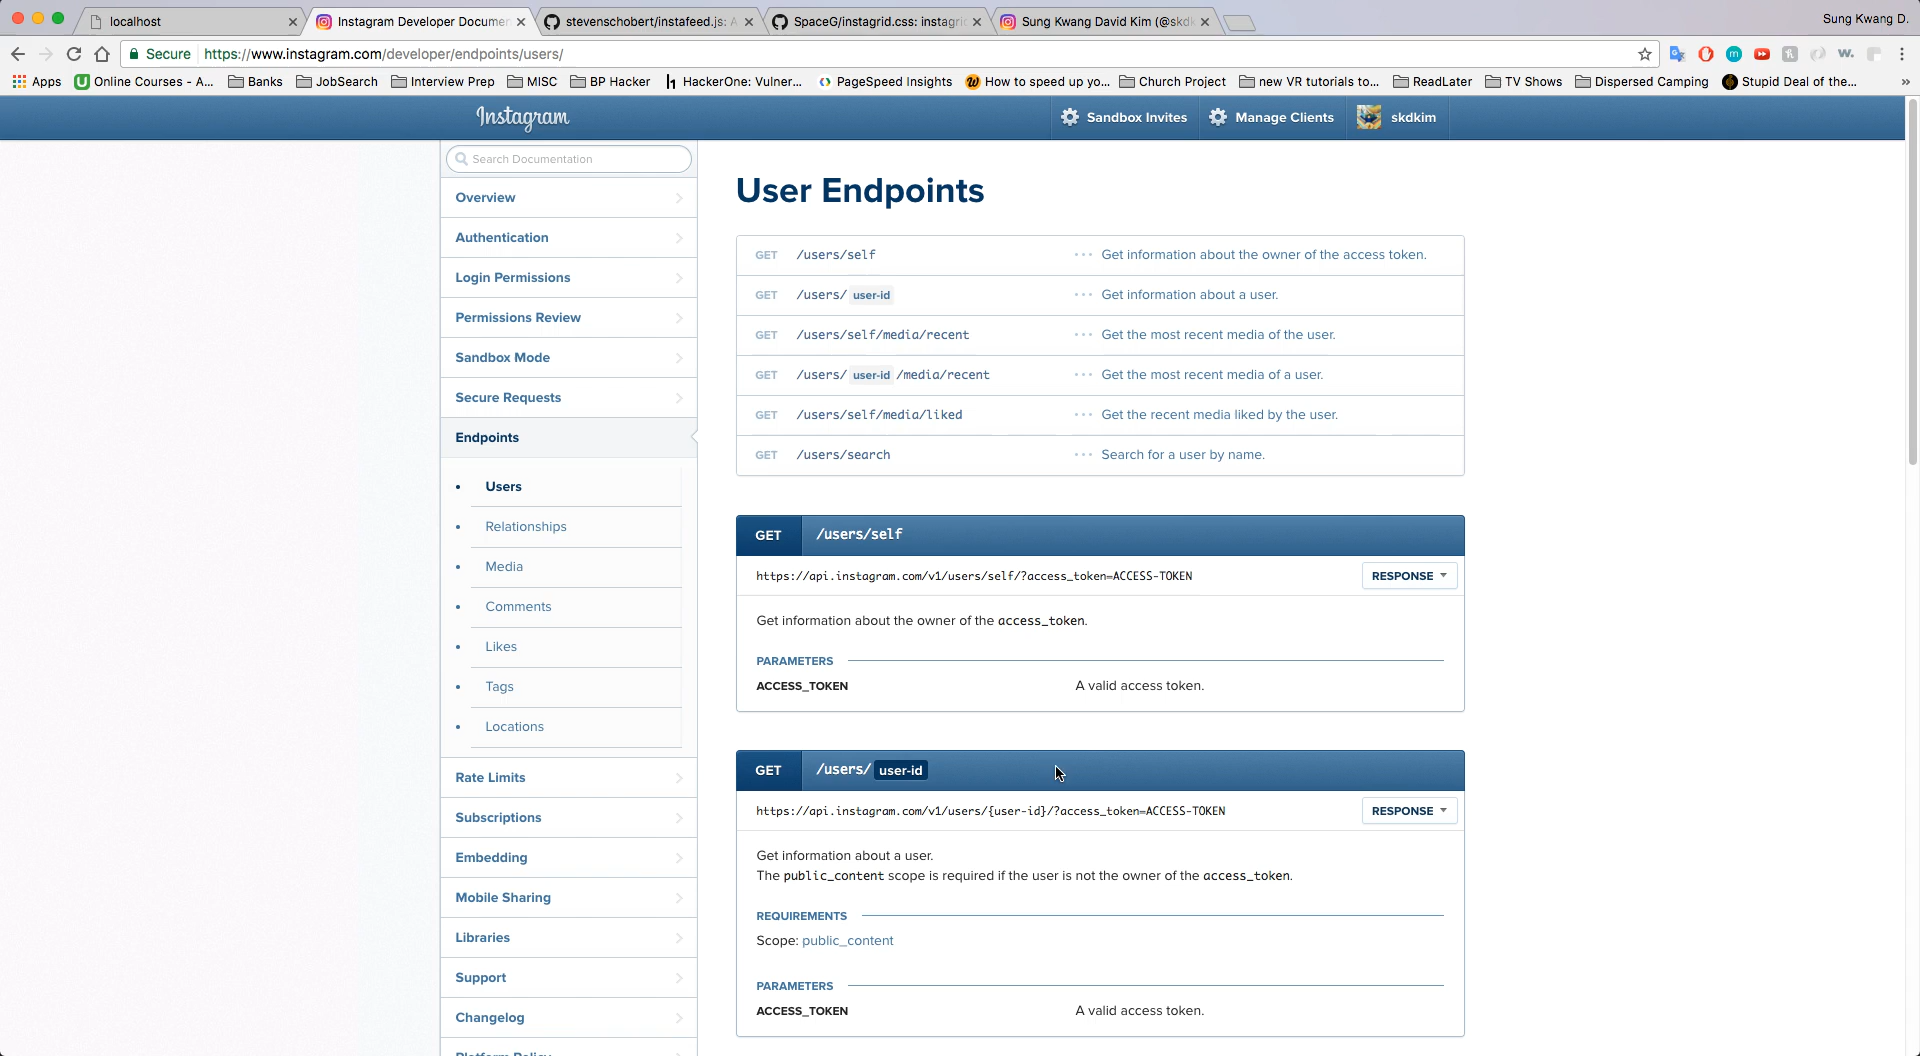 localhost
Instagram Developer Documen
stevenschobert/instafeed.js: A
SpaceG/instagrid.css: instagri
Sung Kwang David Kim (@skdk
Sung Kwang D.
Secure
https://www.instagram.com/developer/endpoints/users/
Apps
Online Courses - A...
Banks
JobSearch
Interview Prep
MISC
BP Hacker
HackerOne: Vulner...
PageSpeed Insights
How to speed up yo...
Church Project
new VR tutorials to...
ReadLater
TV Shows
Dispersed Camping
Stupid Deal of the...
»
Instagram
Sandbox Invites
Manage Clients
skdkim
Search Documentation
Overview
Authentication
Login Permissions
Permissions Review
Sandbox Mode
Secure Requests
Endpoints
• Users
• Relationships
• Media
• Comments
• Likes
• Tags
• Locations
Rate Limits
Subscriptions
Embedding
Mobile Sharing
Libraries
Support
Changelog
Platform Policy
User Endpoints
GET /users/self ··· Get information about the owner of the access token.
GET /users/ user-id ··· Get information about a user.
GET /users/self/media/recent ··· Get the most recent media of the user.
GET /users/ user-id /media/recent ··· Get the most recent media of a user.
GET /users/self/media/liked ··· Get the recent media liked by the user.
GET /users/search ··· Search for a user by name.
GET /users/self
https://api.instagram.com/v1/users/self/?access_token=ACCESS-TOKEN
RESPONSE
Get information about the owner of the access_token.
PARAMETERS
ACCESS_TOKEN A valid access token.
GET /users/ user-id
https://api.instagram.com/v1/users/{user-id}/?access_token=ACCESS-TOKEN
RESPONSE
Get information about a user.
The public_content scope is required if the user is not the owner of the access_token.
REQUIREMENTS
Scope: public_content
PARAMETERS
ACCESS_TOKEN A valid access token.